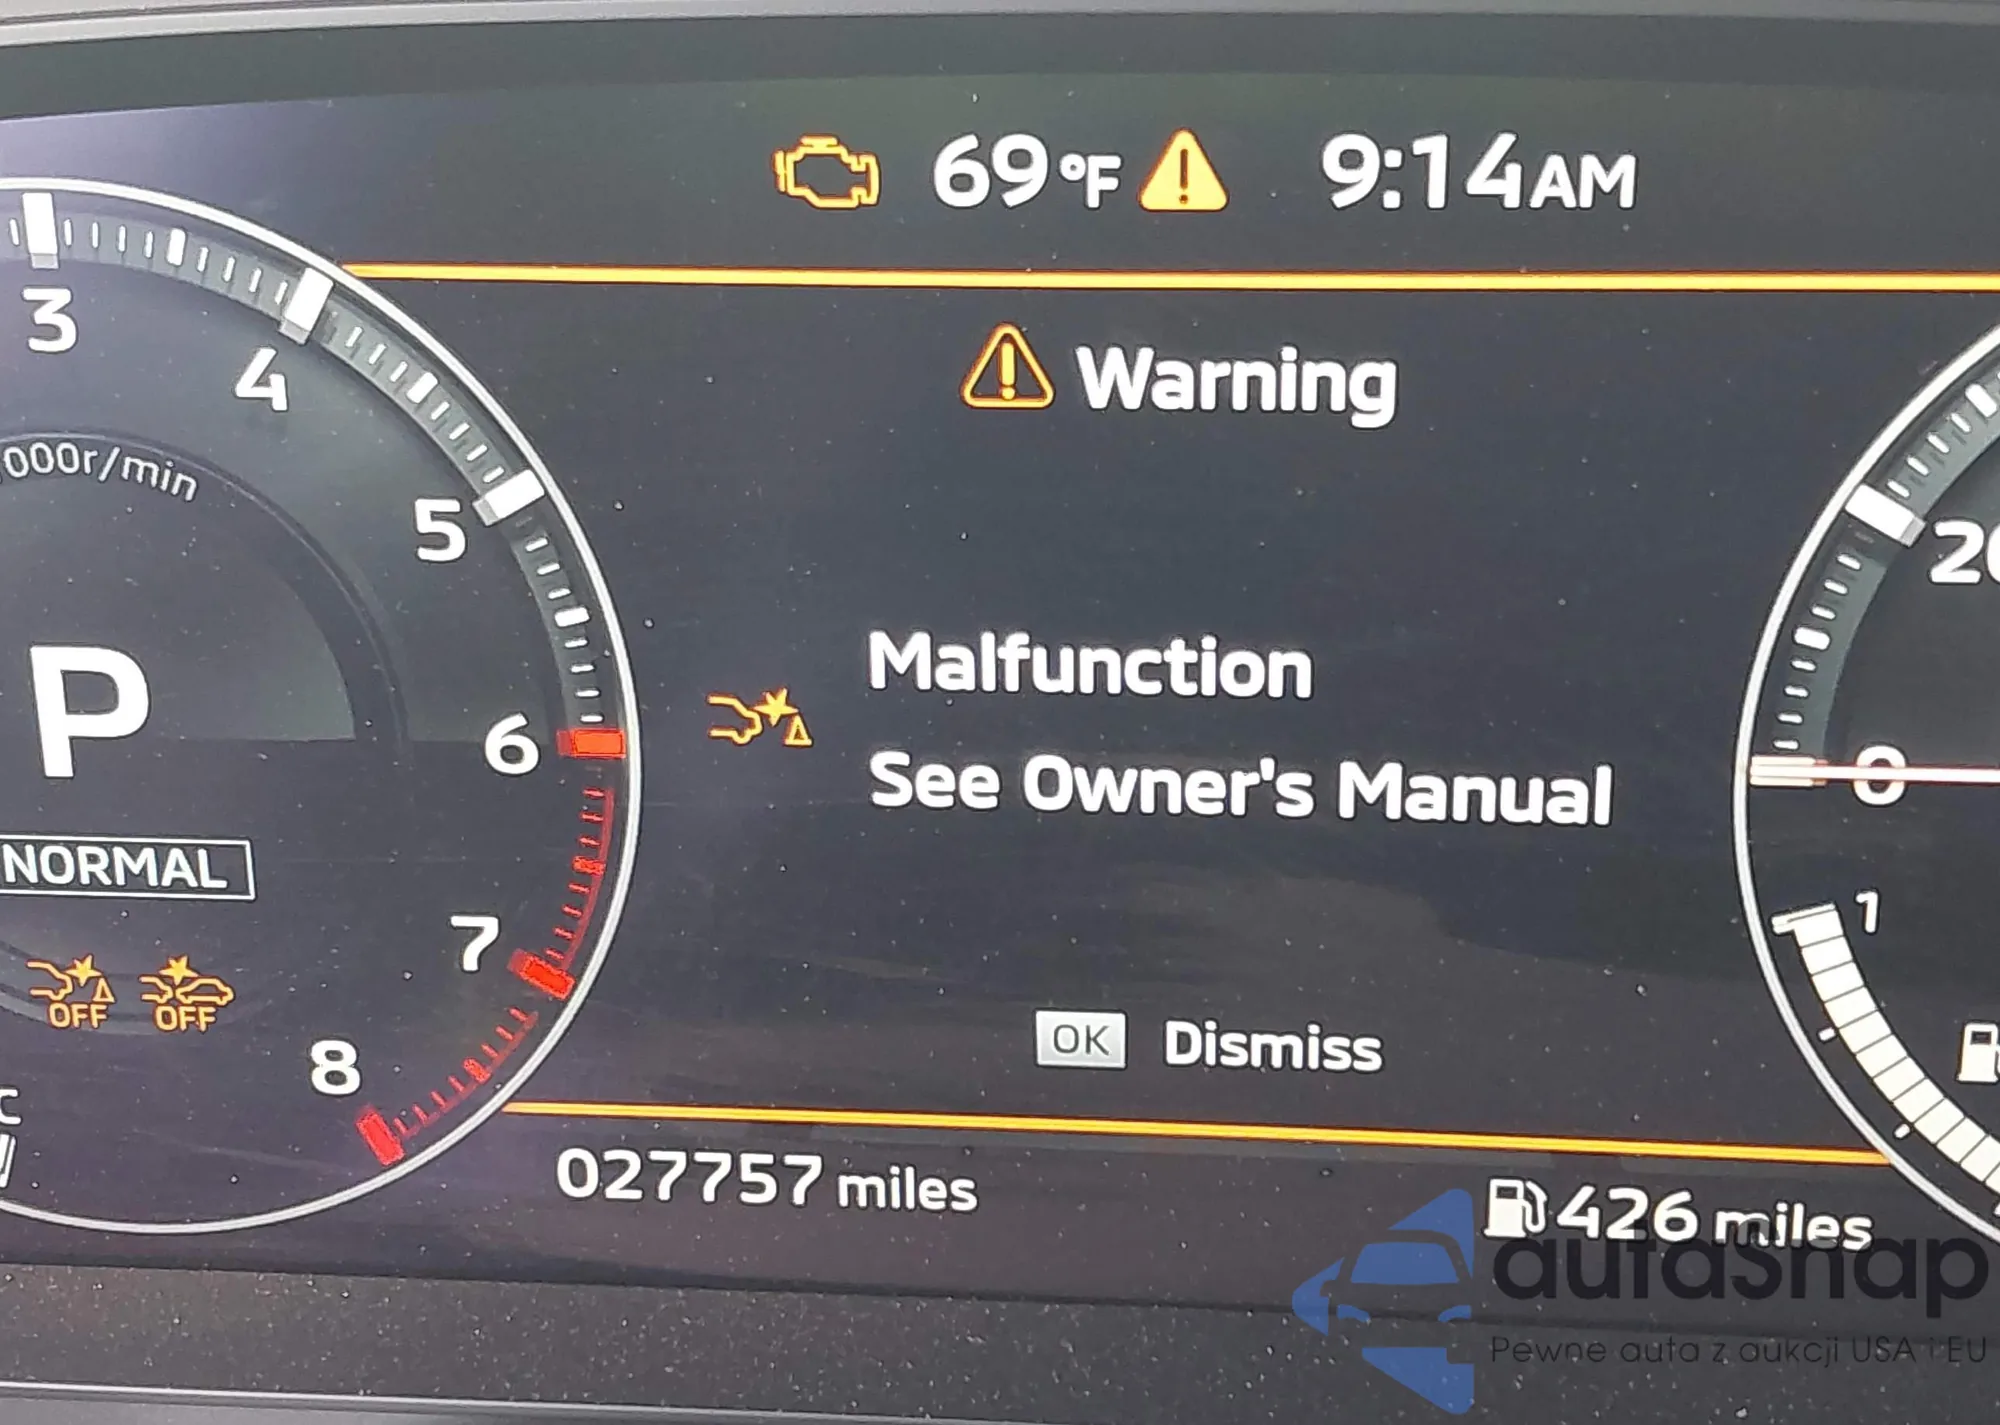 69°F
9:14AM
3
4
5
6
7
8
000r/min
P
NORMAL
OFF
OFF
C
Warning
Malfunction
See Owner's Manual
OK Dismiss
20
0
1
027757 miles
426 miles
autaSnap
Pewne auta z aukcji USA i EU